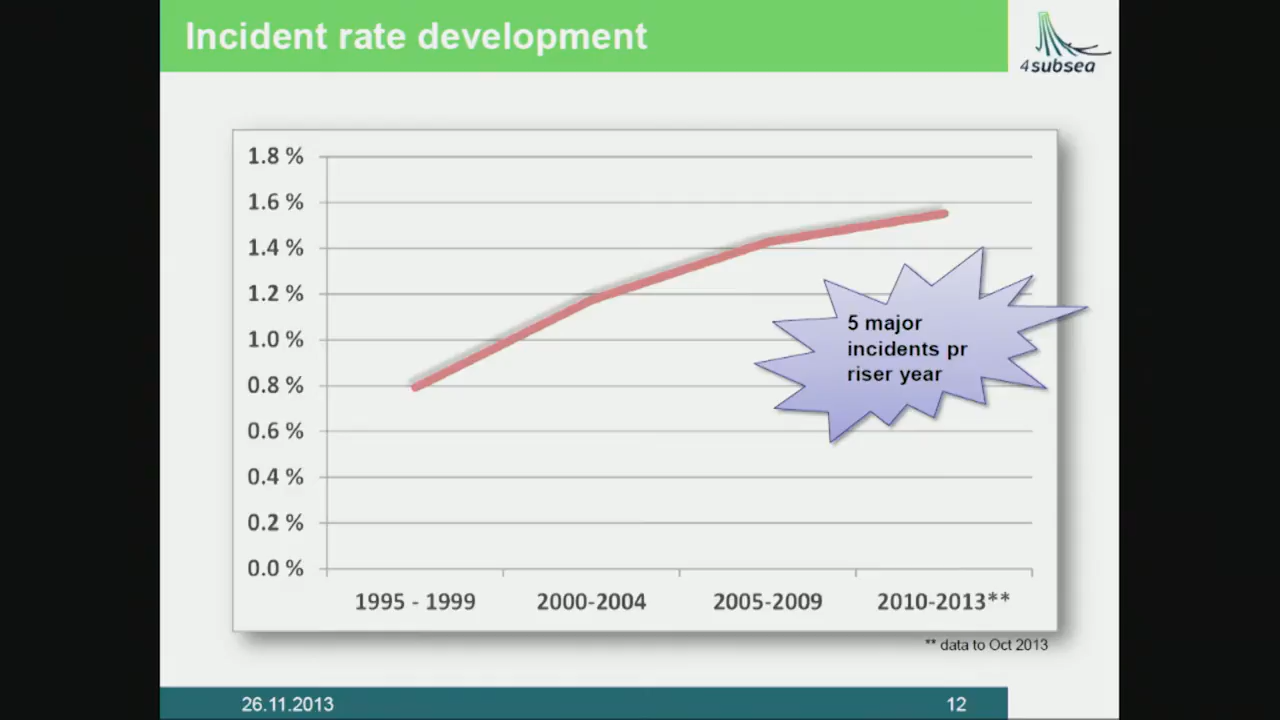 Incident rate development
4subsea
1.8 %
1.6 %
1.4 %
1.2 %
1.0 %
0.8 %
0.6 %
0.4 %
0.2 %
0.0 %
5 major
incidents pr
riser year
1995 - 1999 2000-2004 2005-2009 2010-2013**
** data to Oct 2013
26.11.2013 12